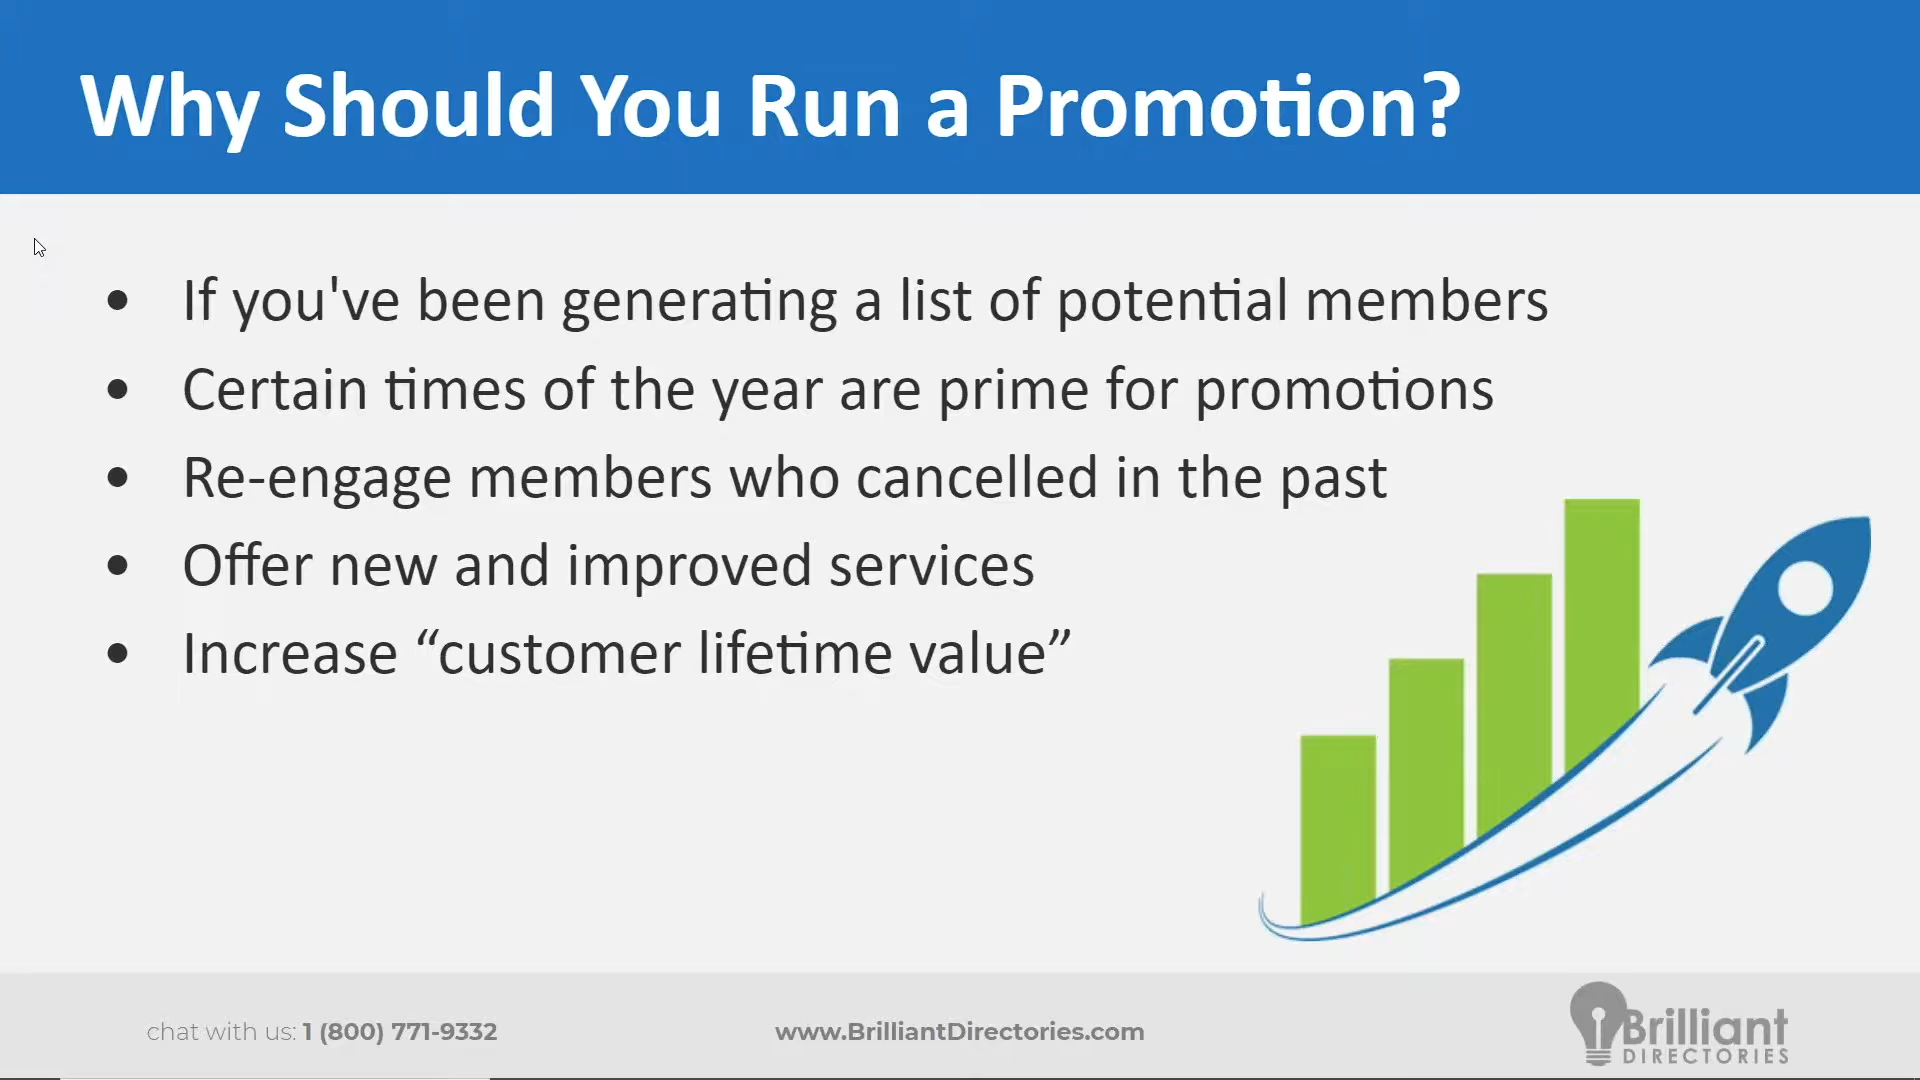 Why Should You Run a Promotion?
• If you've been generating a list of potential members
• Certain times of the year are prime for promotions
• Re-engage members who cancelled in the past
• Offer new and improved services
• Increase “customer lifetime value”
chat with us: 1 (800) 771-9332
www.BrilliantDirectories.com
Brilliant
DIRECTORIES